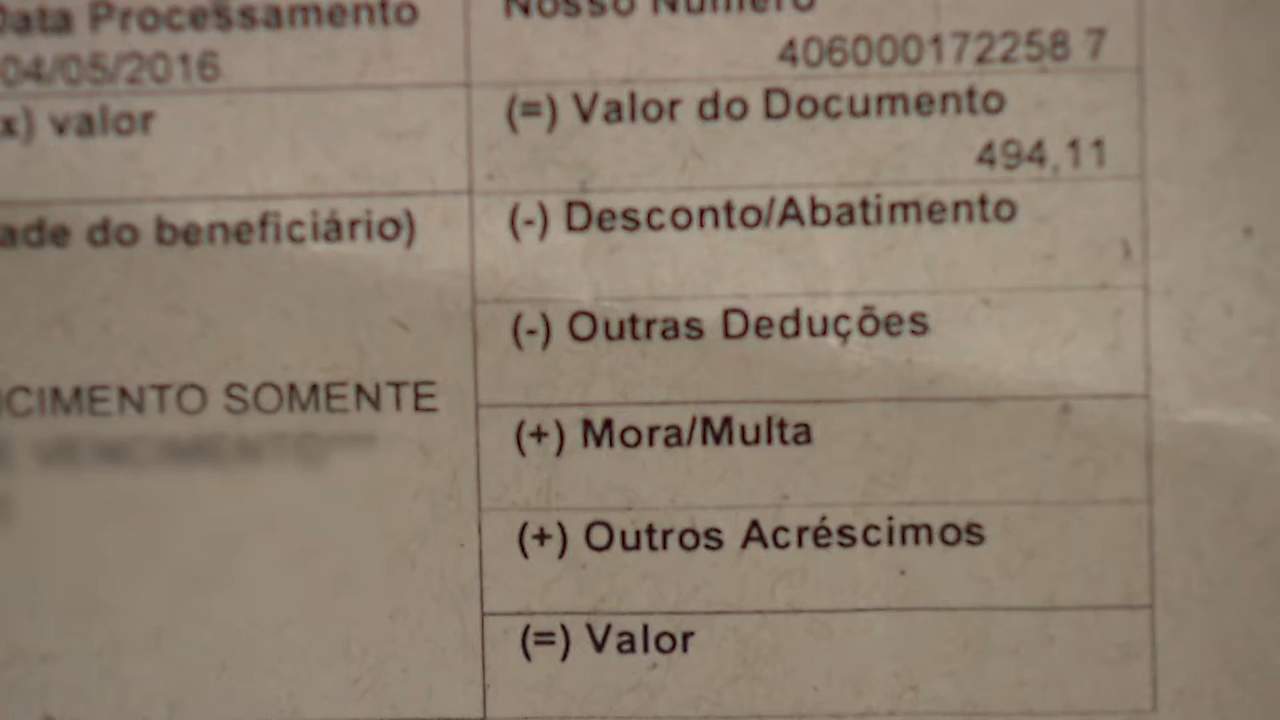 Data Processamento
Nosso Número
04/05/2016
406000172258 7
x) valor
(=) Valor do Documento
494,11
ade do beneficiário)
(-) Desconto/Abatimento
(-) Outras Deduções
CIMENTO SOMENTE
VENCIMENTO***
(+) Mora/Multa
(+) Outros Acréscimos
(=) Valor